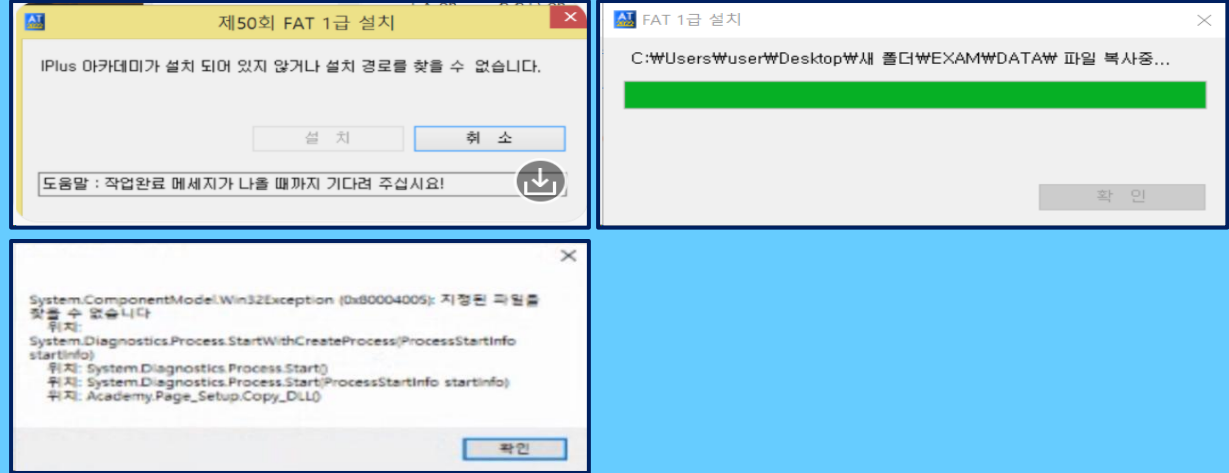 제50회 FAT 1급 설치
IPlus 아카데미가 설치 되어 있지 않거나 설치 경로를 찾을 수 없습니다.
설 치
취 소
도움말 : 작업완료 메세지가 나올 때까지 기다려 주십시요!
FAT 1급 설치
C:₩Users₩user₩Desktop₩새 폴더₩EXAM₩DATA₩ 파일 복사중...
확 인
System.ComponentModel.Win32Exception (0x80004005): 지정된 파일를
찾을 수 없습니다
위치:
System.Diagnostics.Process.StartWithCreateProcess(ProcessStartInfo
startInfo)
위치: System.Diagnostics.Process.Start()
위치: System.Diagnostics.Process.Start(ProcessStartInfo startInfo)
위치: Academy.Page_Setup.Copy_DLL()
확인